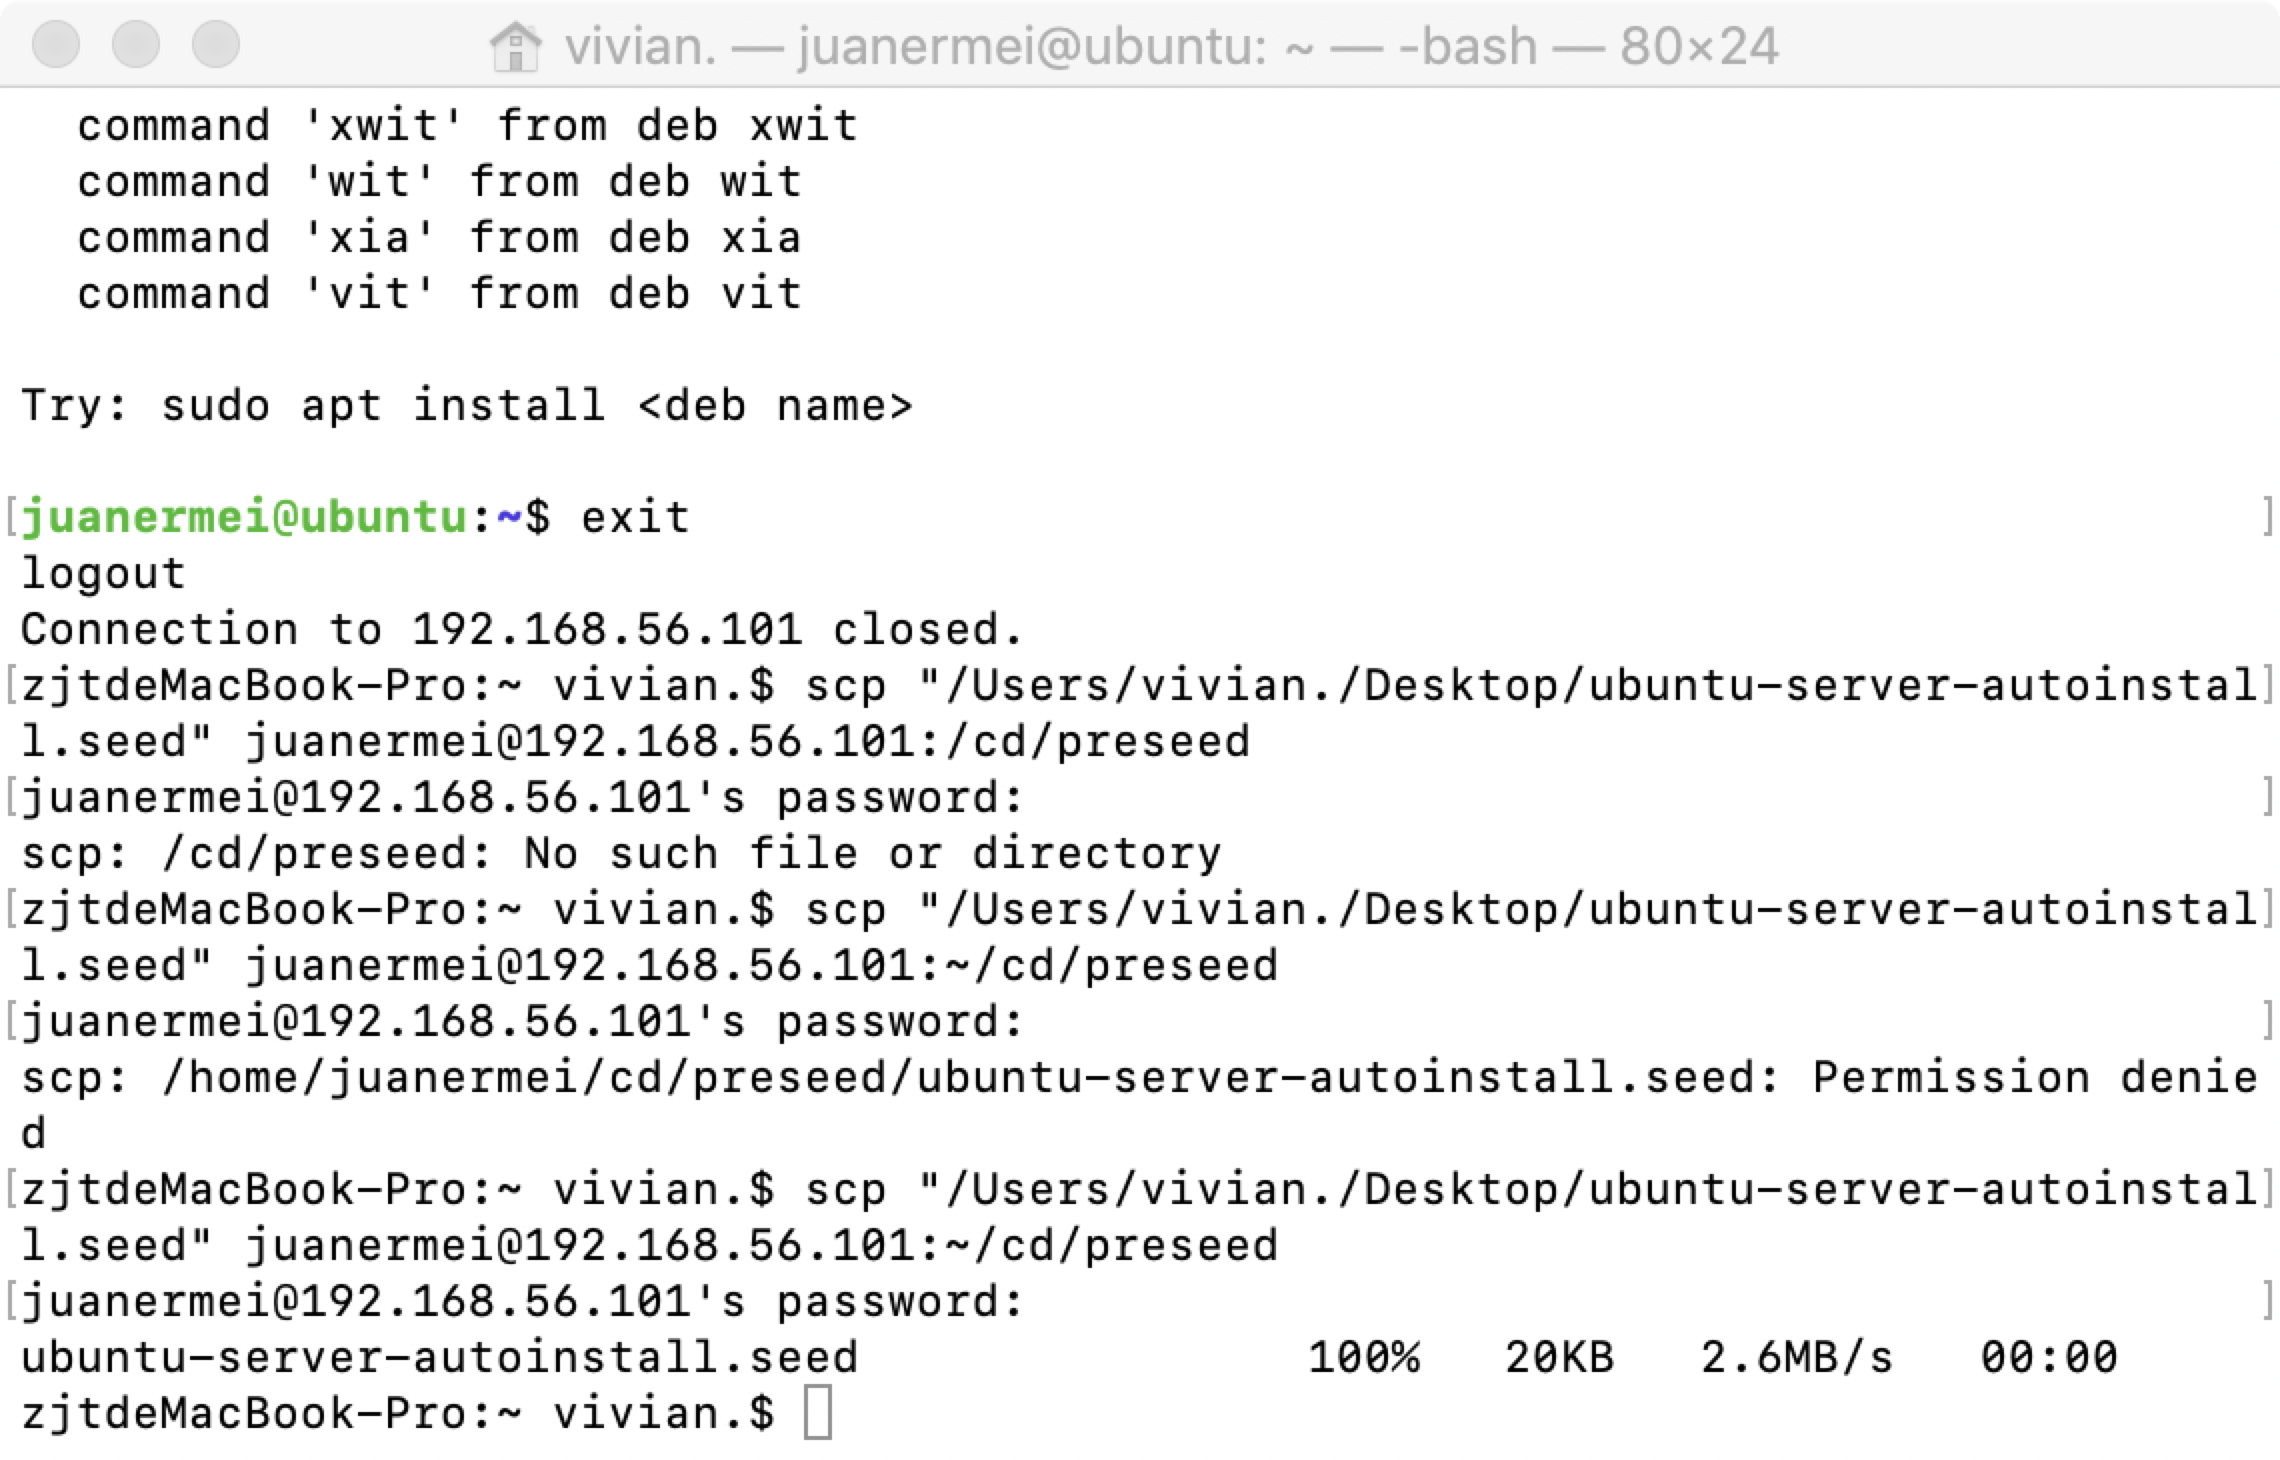 vivian. — juanermei@ubuntu: ~ — -bash — 80×24
command 'xwit' from deb xwit
command 'wit' from deb wit
command 'xia' from deb xia
command 'vit' from deb vit
Try: sudo apt install <deb name>
[juanermei@ubuntu:~$ exit ]
logout
Connection to 192.168.56.101 closed.
[zjtdeMacBook-Pro:~ vivian.$ scp "/Users/vivian./Desktop/ubuntu-server-autoinstal]
l.seed" juanermei@192.168.56.101:/cd/preseed
[juanermei@192.168.56.101's password: ]
scp: /cd/preseed: No such file or directory
[zjtdeMacBook-Pro:~ vivian.$ scp "/Users/vivian./Desktop/ubuntu-server-autoinstal]
l.seed" juanermei@192.168.56.101:~/cd/preseed
[juanermei@192.168.56.101's password: ]
scp: /home/juanermei/cd/preseed/ubuntu-server-autoinstall.seed: Permission denie
d
[zjtdeMacBook-Pro:~ vivian.$ scp "/Users/vivian./Desktop/ubuntu-server-autoinstal]
l.seed" juanermei@192.168.56.101:~/cd/preseed
[juanermei@192.168.56.101's password: ]
ubuntu-server-autoinstall.seed 100% 20KB 2.6MB/s 00:00
zjtdeMacBook-Pro:~ vivian.$